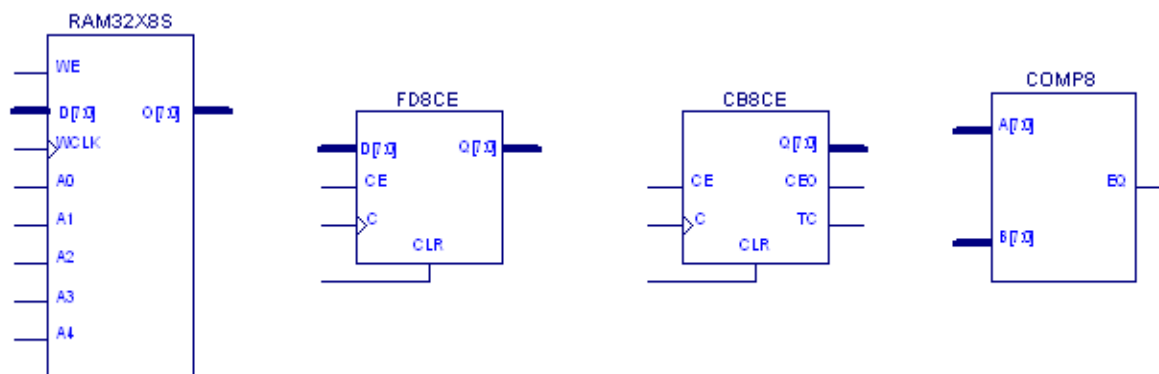 RAM32X8S
WE
D[7:0] O[7:0]
WCLK
A0
A1
A2
A3
A4
FD8CE
D[7:0] Q[7:0]
CE
C
CLR
CB8CE
Q[7:0]
CE CEO
C TC
CLR
COMP8
A[7:0]
EQ
B[7:0]